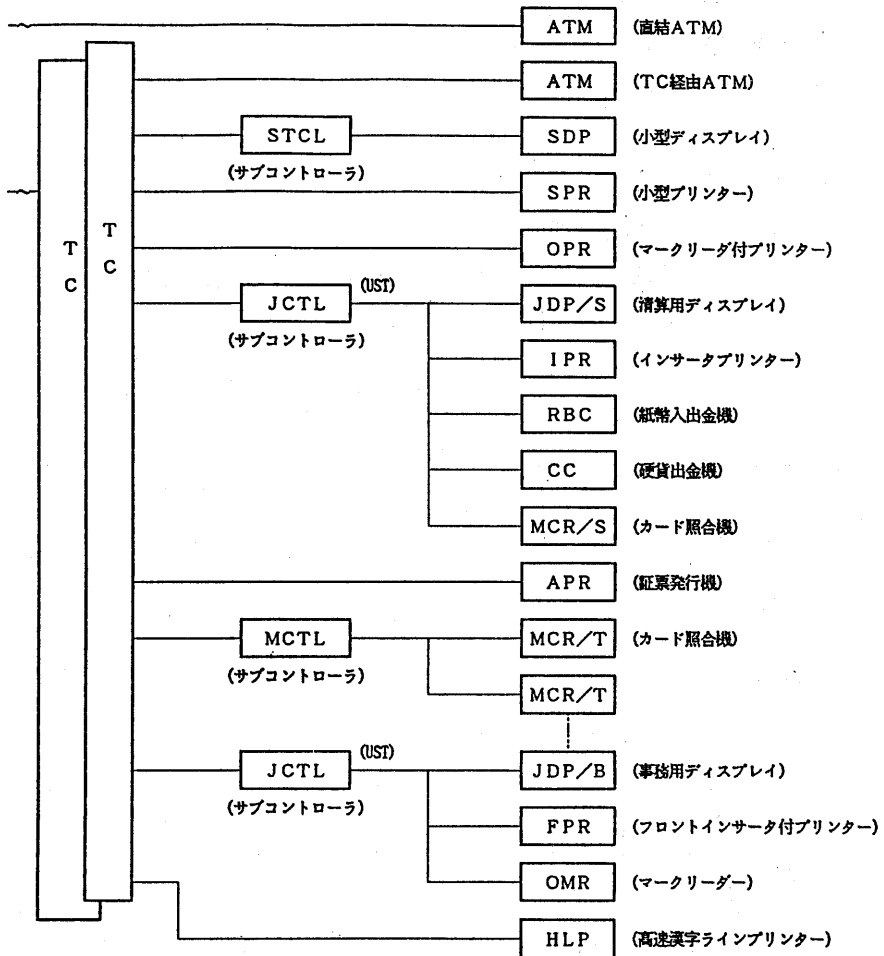 ATM (直結ATM)
ATM (TC経由ATM)
STCL SDP (小型ディスプレイ)
(サブコントローラ)
SPR (小型プリンター)
TC
TC
OPR (マークリーダ付プリンター)
JCTL (UST) JDP/S (清算用ディスプレイ)
(サブコントローラ)
IPR (インサータプリンター)
RBC (紙幣入出金機)
CC (硬貨出金機)
MCR/S (カード照合機)
APR (証票発行機)
MCTL MCR/T (カード照合機)
(サブコントローラ)
MCR/T
JCTL (UST) JDP/B (事務用ディスプレイ)
(サブコントローラ)
FPR (フロントインサータ付プリンター)
OMR (マークリーダー)
HLP (高速漢字ラインプリンター)